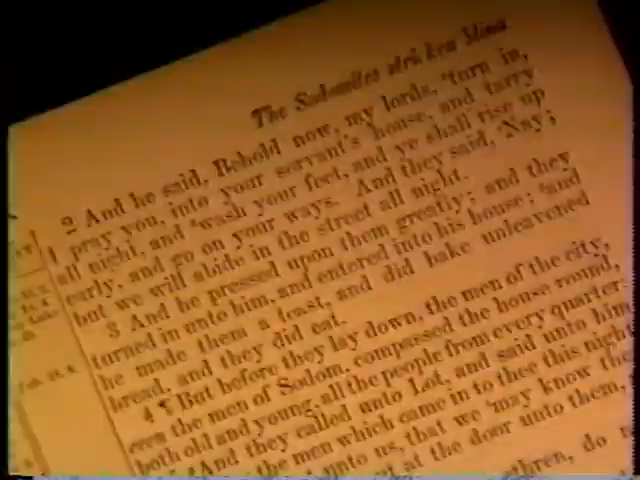 The Sodomites stricken blind
2 And he said, Behold now, my lords, turn in,
I pray you, into your servant's house, and tarry
all night, and wash your feet, and ye shall rise up
early, and go on your ways. And they said, Nay;
but we will abide in the street all night.
3 And he pressed upon them greatly; and they
turned in unto him, and entered into his house; and
he made them a feast, and did bake unleavened
bread, and they did eat.
4 ¶ But before they lay down, the men of the city,
even the men of Sodom, compassed the house round,
both old and young, all the people from every quarter:
And they called unto Lot, and said unto him
the men which came in to thee this night
unto us, that we may know the
at the door unto them,